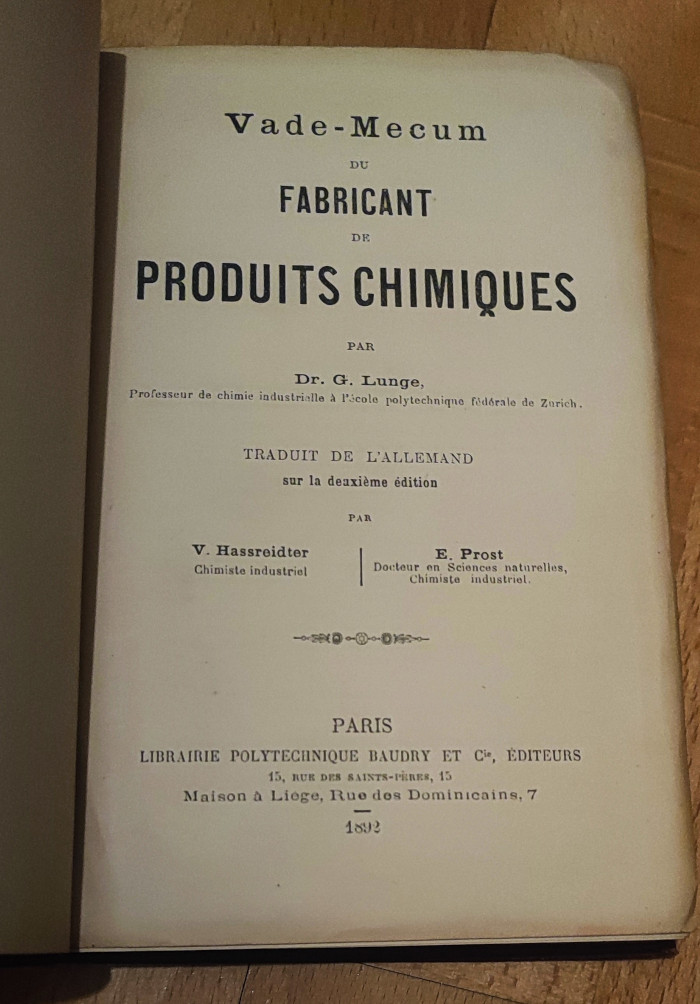 Vade-Mecum
DU
FABRICANT
DE
PRODUITS CHIMIQUES
PAR
Dr. G. Lunge,
Professeur de chimie industrielle à l'école polytechnique fédérale de Zurich.
TRADUIT DE L'ALLEMAND
sur la deuxième édition
PAR
V. Hassreidter
Chimiste industriel
E. Prost
Docteur en Sciences naturelles,
Chimiste industriel.
PARIS
LIBRAIRIE POLYTECHNIQUE BAUDRY ET Cie, ÉDITEURS
15, RUE DES SAINTS-PÈRES, 15
Maison à Liège, Rue des Dominicains, 7
1892